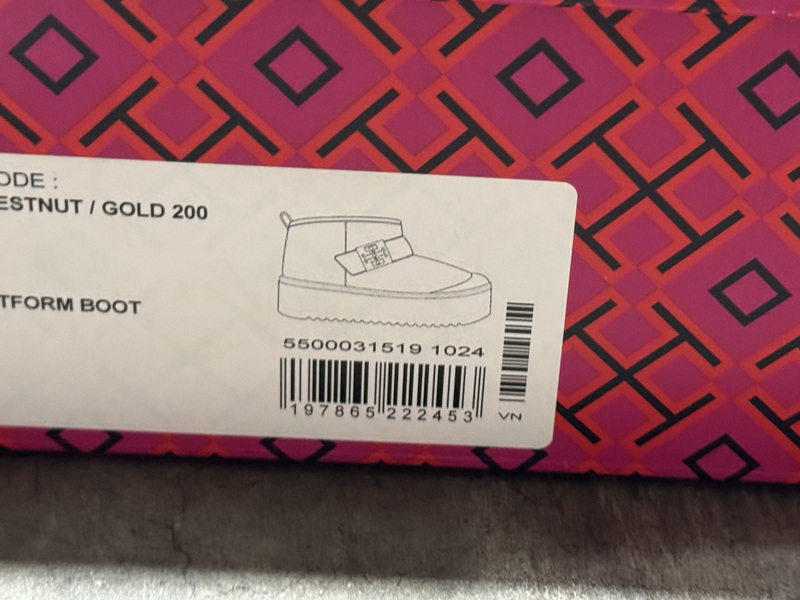 ODE :
ESTNUT / GOLD 200
TFORM BOOT
5500031519 1024
197865 222453
VN